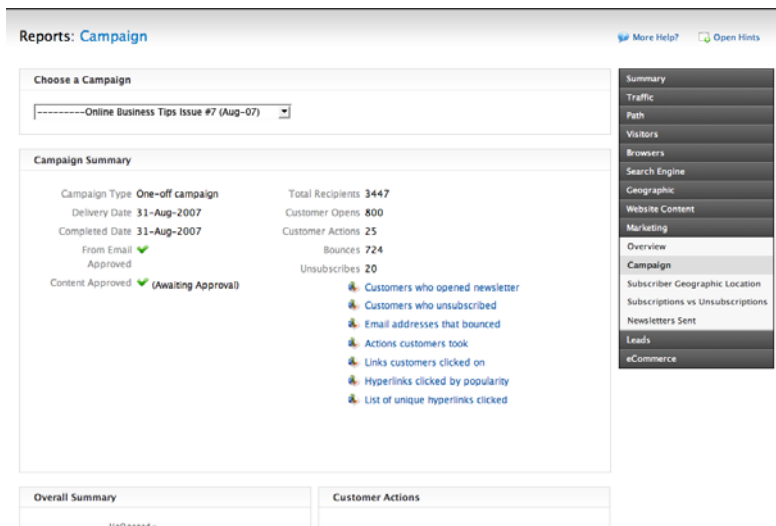 Reports: Campaign
More Help?
Open Hints
Choose a Campaign
---------Online Business Tips Issue #7 (Aug-07)
Campaign Summary
Campaign Type One-off campaign
Delivery Date 31-Aug-2007
Completed Date 31-Aug-2007
From Email
Approved
Content Approved (Awaiting Approval)
Total Recipients 3447
Customer Opens 800
Customer Actions 25
Bounces 724
Unsubscribes 20
Customers who opened newsletter
Customers who unsubscribed
Email addresses that bounced
Actions customers took
Links customers clicked on
Hyperlinks clicked by popularity
List of unique hyperlinks clicked
Summary
Traffic
Path
Visitors
Browsers
Search Engine
Geographic
Website Content
Marketing
Overview
Campaign
Subscriber Geographic Location
Subscriptions vs Unsubscriptions
Newsletters Sent
Leads
eCommerce
Overall Summary
Customer Actions